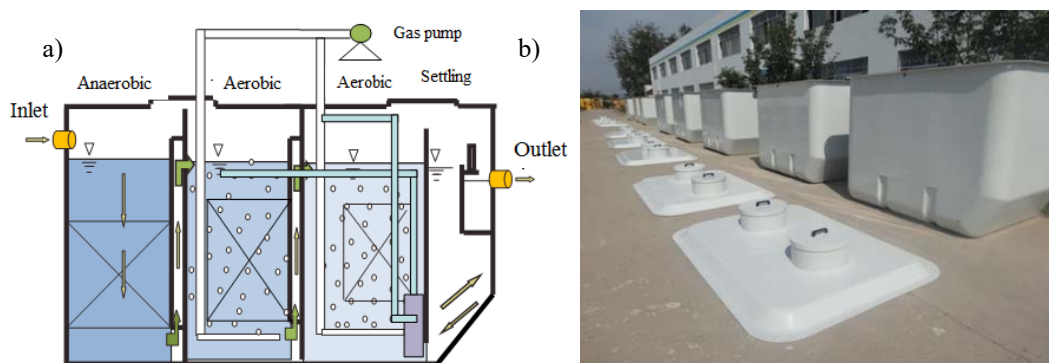 a)
Gas pump
b)
Anaerobic
Aerobic
Aerobic
Settling
Inlet
Outlet